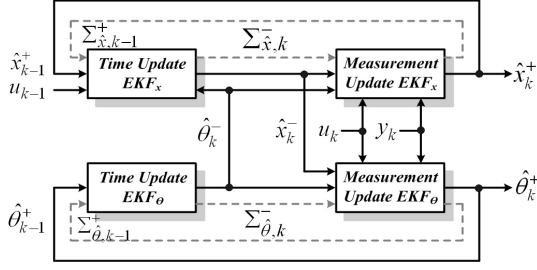 Σ⁺x̂,k−1
Σ⁻x̂,k
x̂⁺k−1
uk−1
Time Update
EKFx
Measurement
Update EKFx
x̂⁺k
θ̂⁻k
x̂⁻k
uk
yk
Time Update
EKFθ
Measurement
Update EKFθ
θ̂⁺k
θ̂⁺k−1
Σ⁺θ̂,k−1
Σ⁻θ̂,k